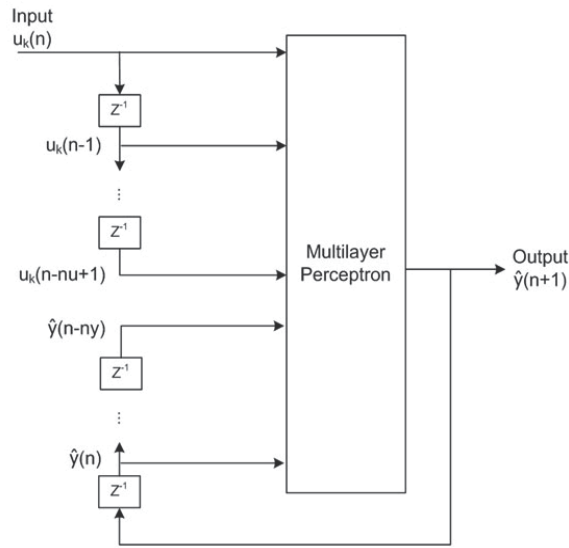 Input
uₖ(n)
Z⁻¹
uₖ(n-1)
⋮
Z⁻¹
uₖ(n-nu+1)
Multilayer
Perceptron
Output
ŷ(n+1)
ŷ(n-ny)
Z⁻¹
⋮
ŷ(n)
Z⁻¹